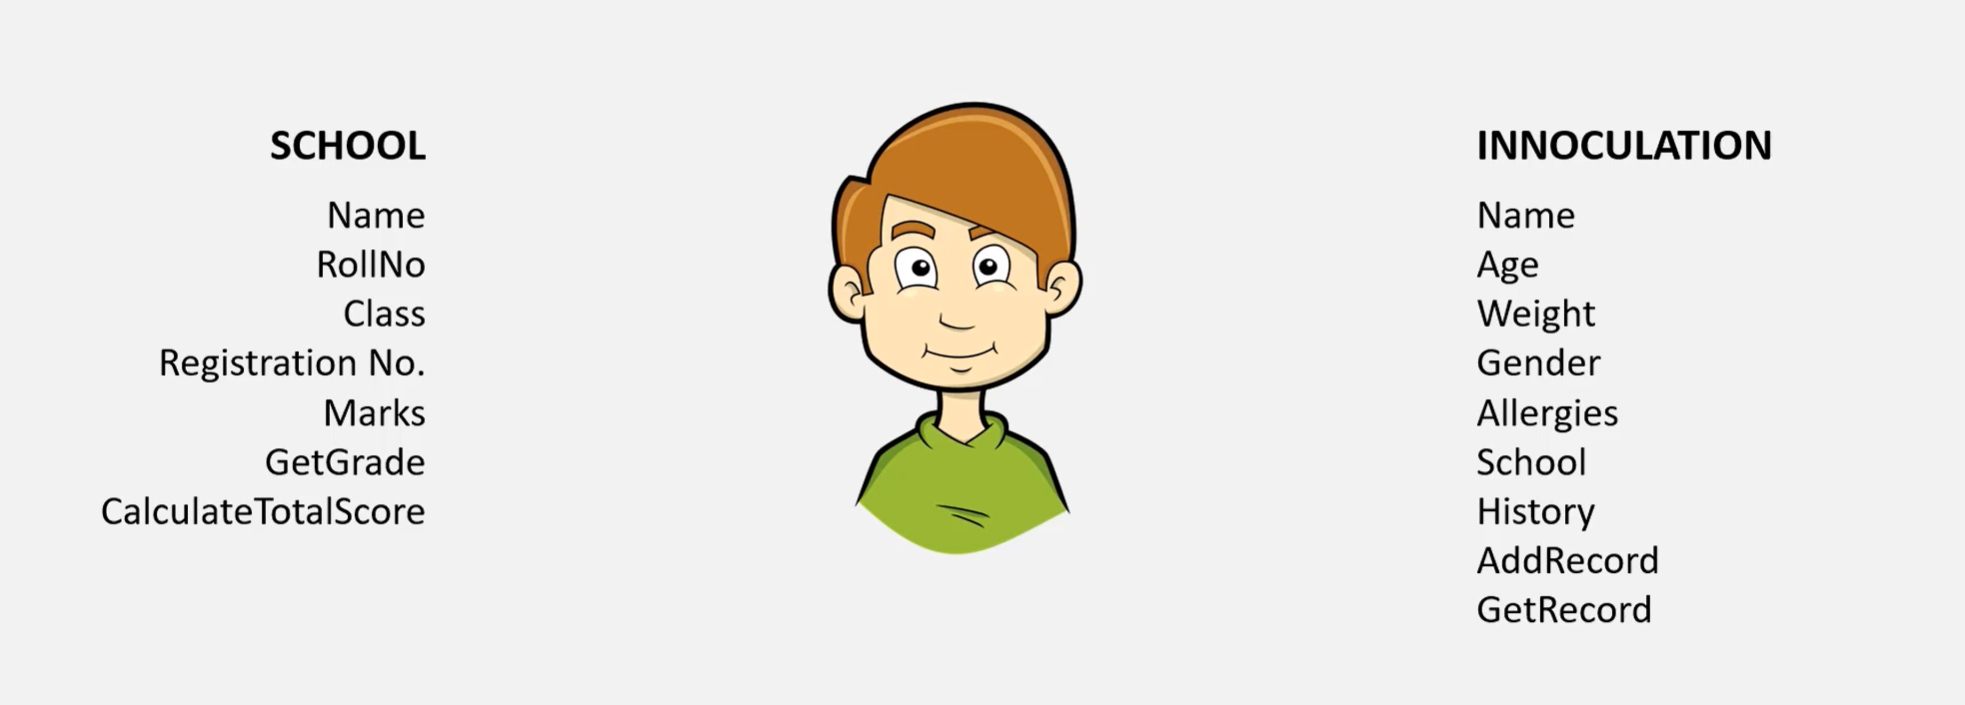 SCHOOL
Name
RollNo
Class
Registration No.
Marks
GetGrade
CalculateTotalScore
INNOCULATION
Name
Age
Weight
Gender
Allergies
School
History
AddRecord
GetRecord